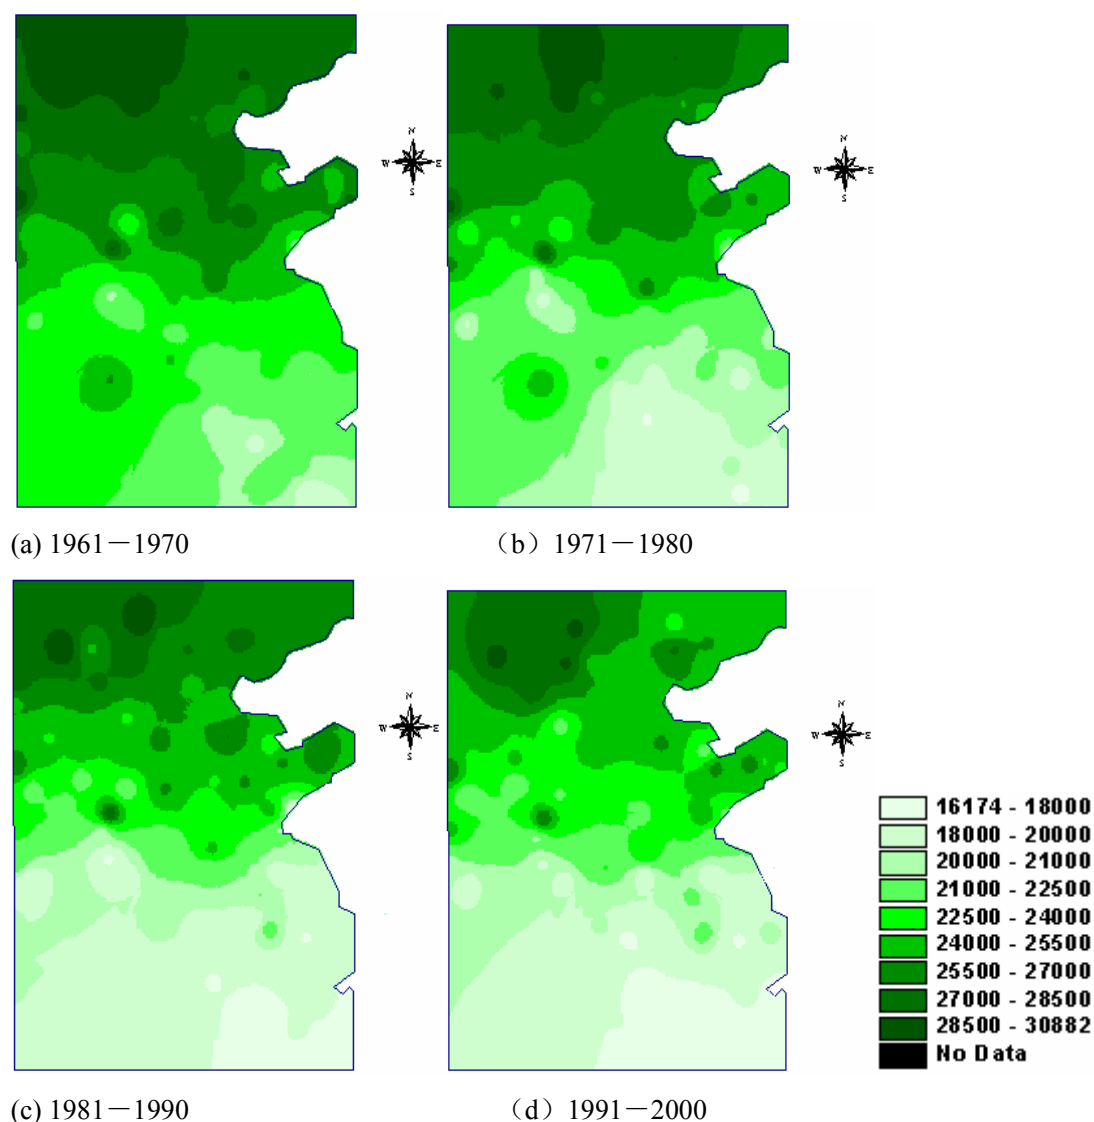 N
W E
S
N
W E
S
(a) 1961－1970
（b）1971－1980
N
W E
S
N
W E
S
16174 - 18000
18000 - 20000
20000 - 21000
21000 - 22500
22500 - 24000
24000 - 25500
25500 - 27000
27000 - 28500
28500 - 30882
No Data
(c) 1981－1990
（d）1991－2000